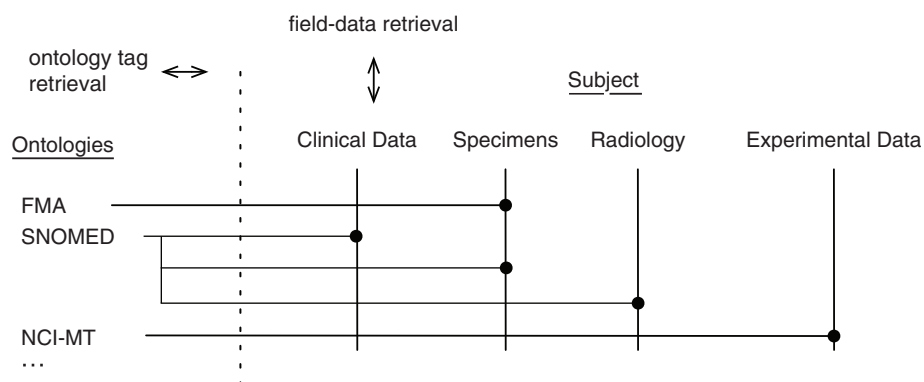 field-data retrieval
ontology tag
retrieval
Subject
Ontologies
Clinical Data Specimens Radiology Experimental Data
FMA
SNOMED
NCI-MT
...